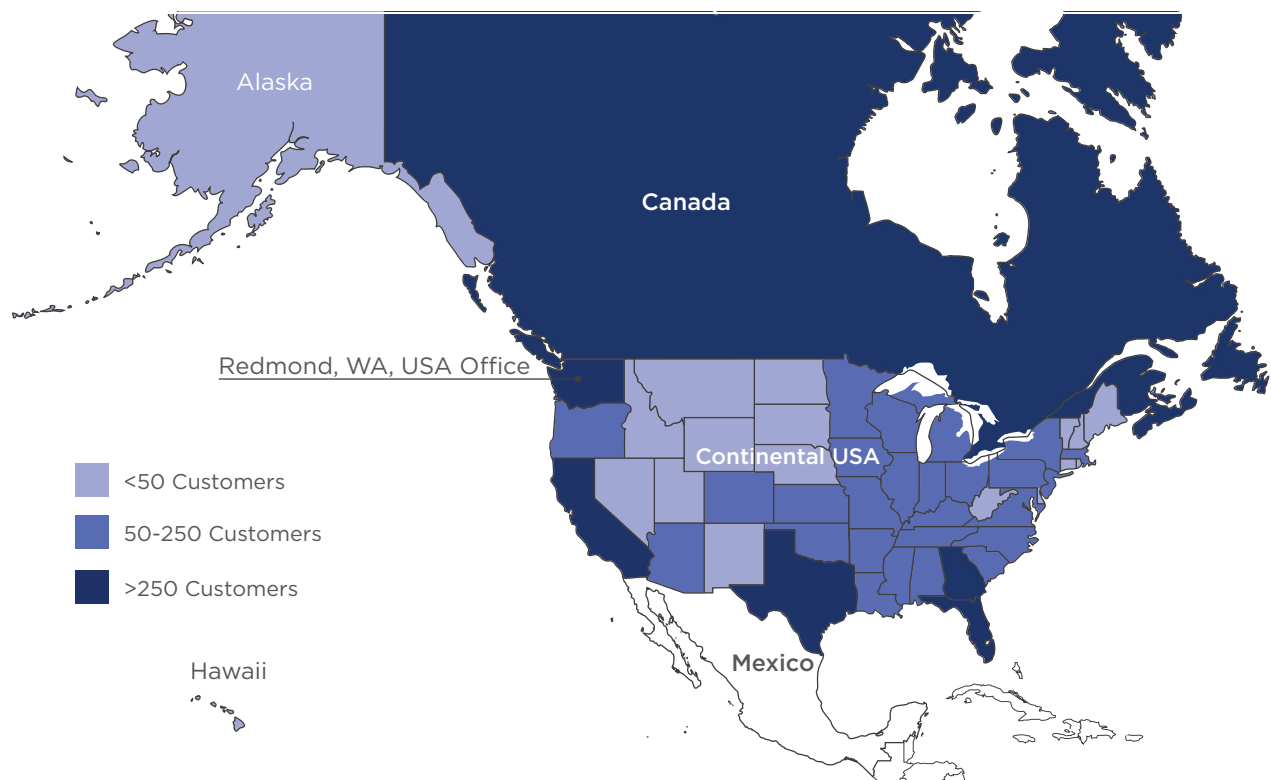 Alaska
Canada
Redmond, WA, USA Office
Continental USA
<50 Customers
50-250 Customers
>250 Customers
Hawaii
Mexico